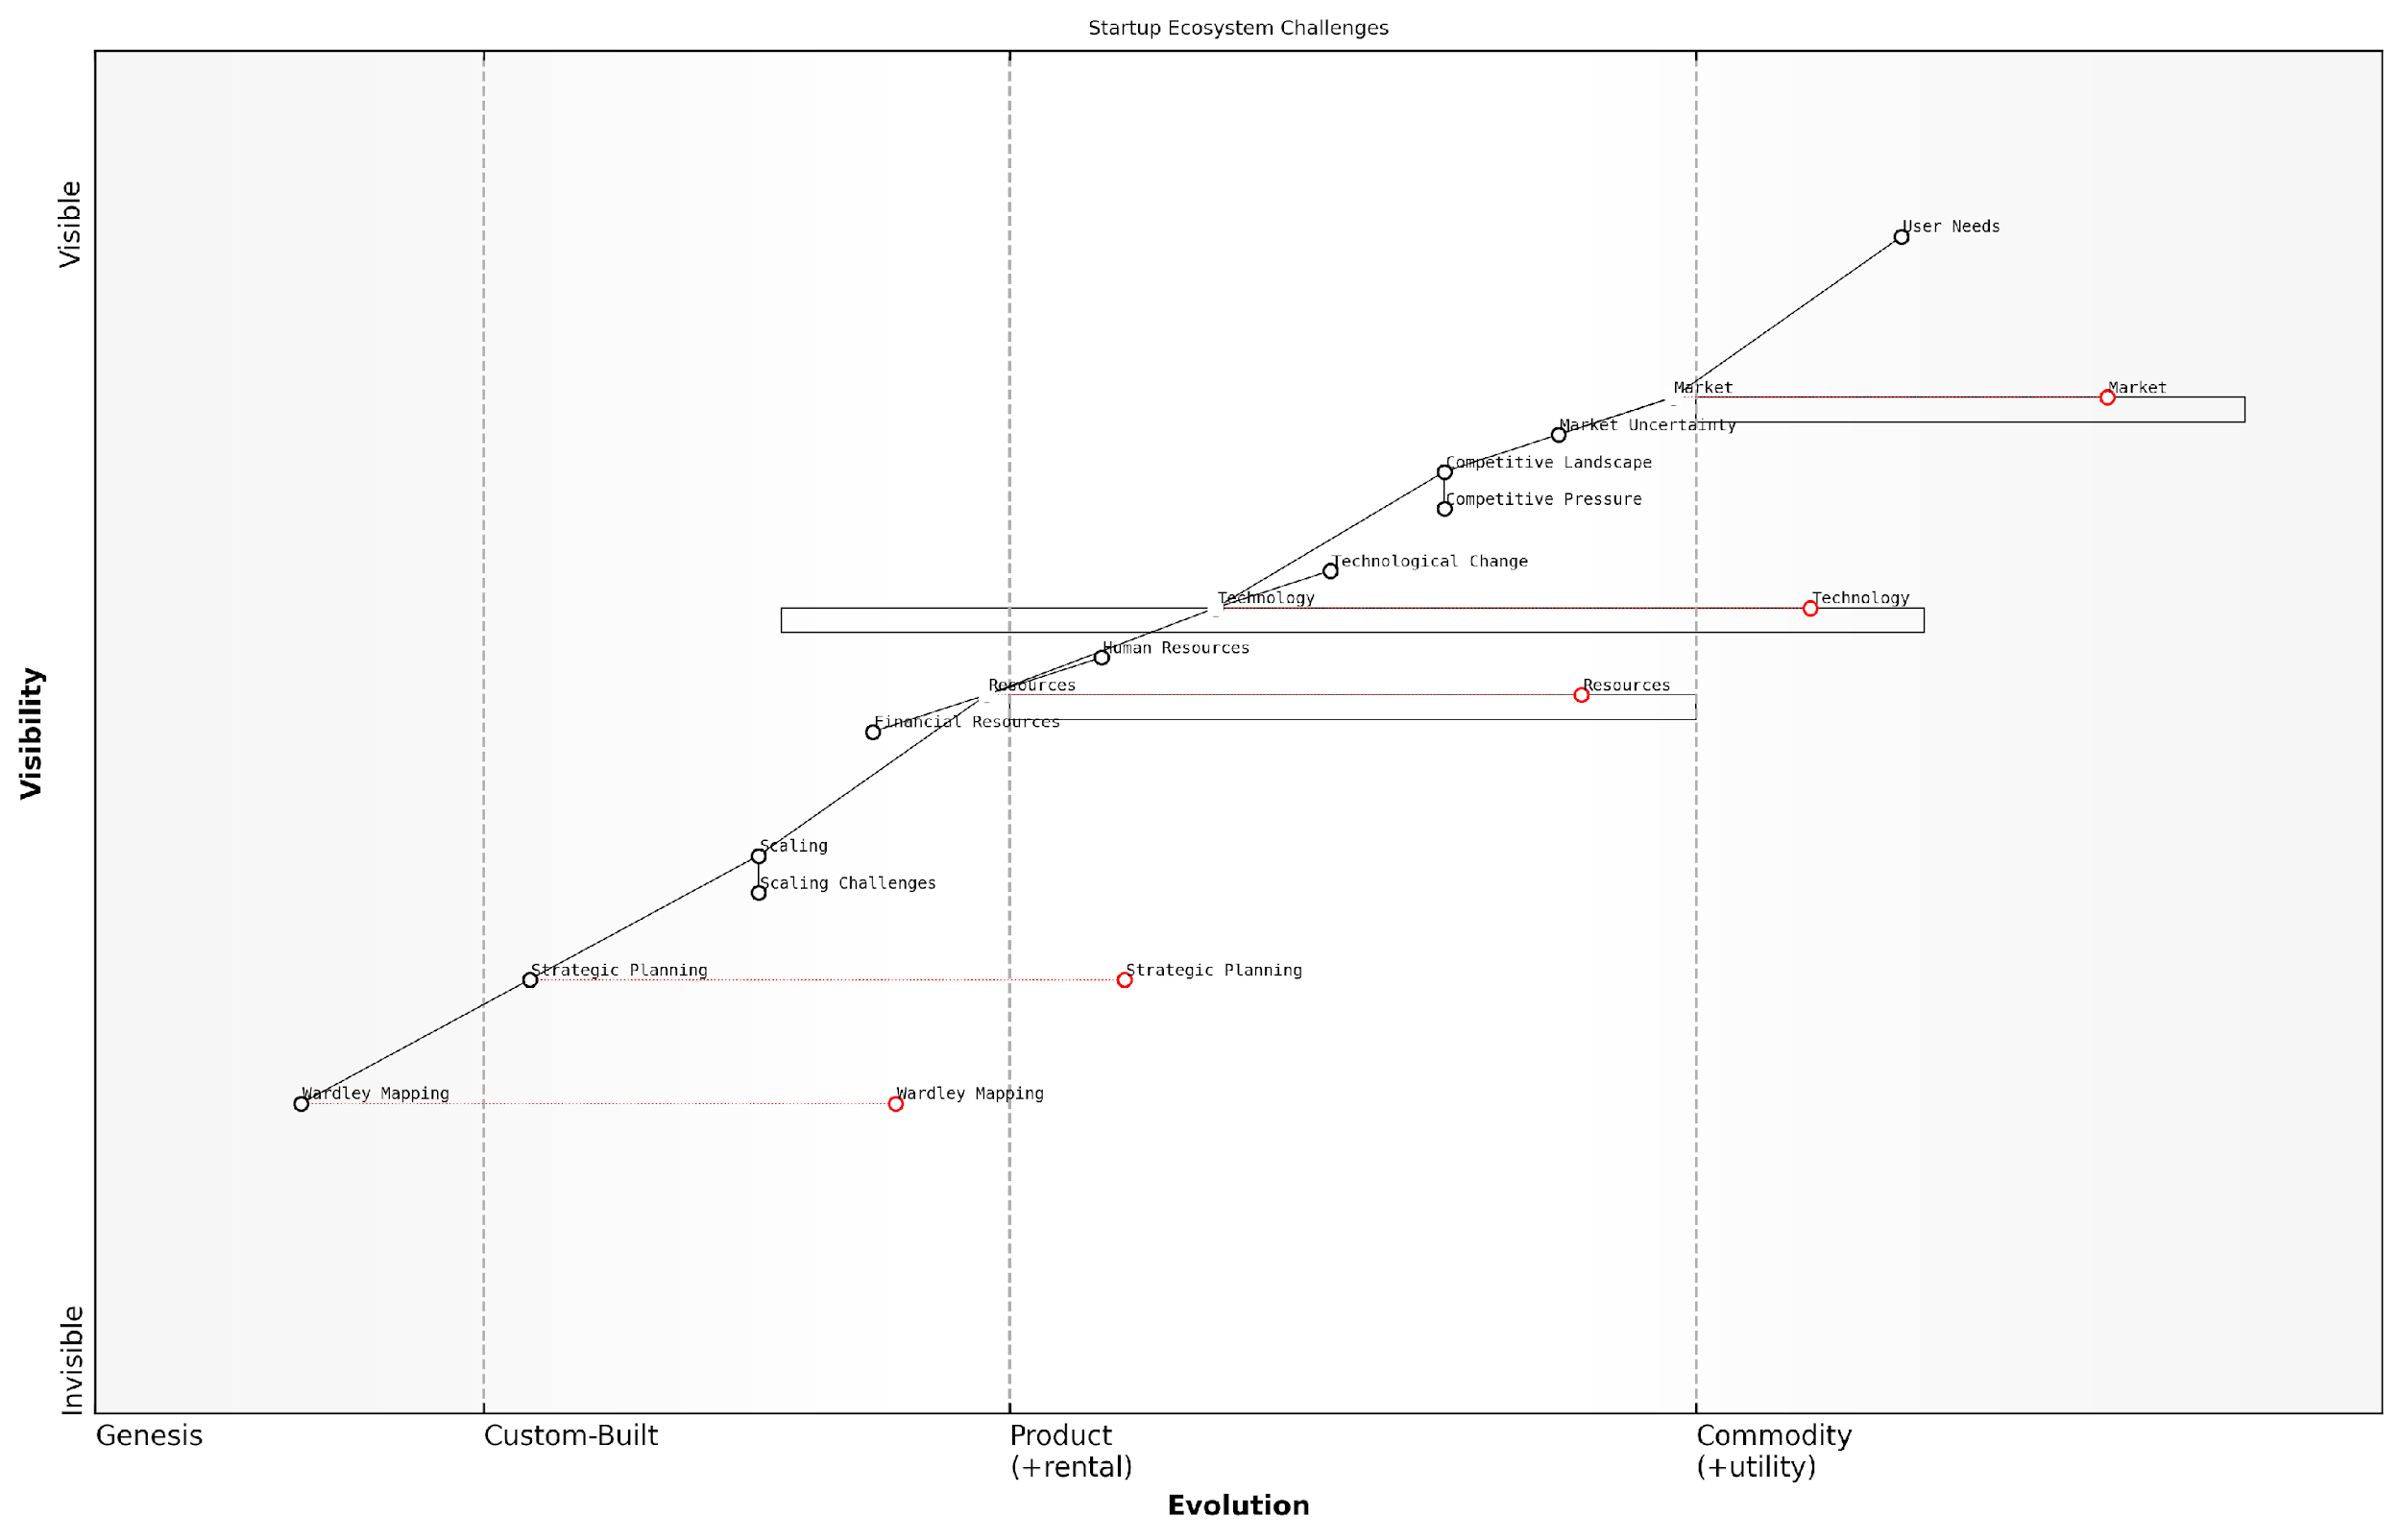 Startup Ecosystem Challenges
Visible
User Needs
Market
Market
Market Uncertainty
Competitive Landscape
Competitive Pressure
Technological Change
Technology
Technology
Human Resources
Resources
Resources
Financial Resources
Visibility
Scaling
Scaling Challenges
Strategic Planning
Strategic Planning
Wardley Mapping
Wardley Mapping
Invisible
Genesis
Custom-Built
Product
(+rental)
Commodity
(+utility)
Evolution